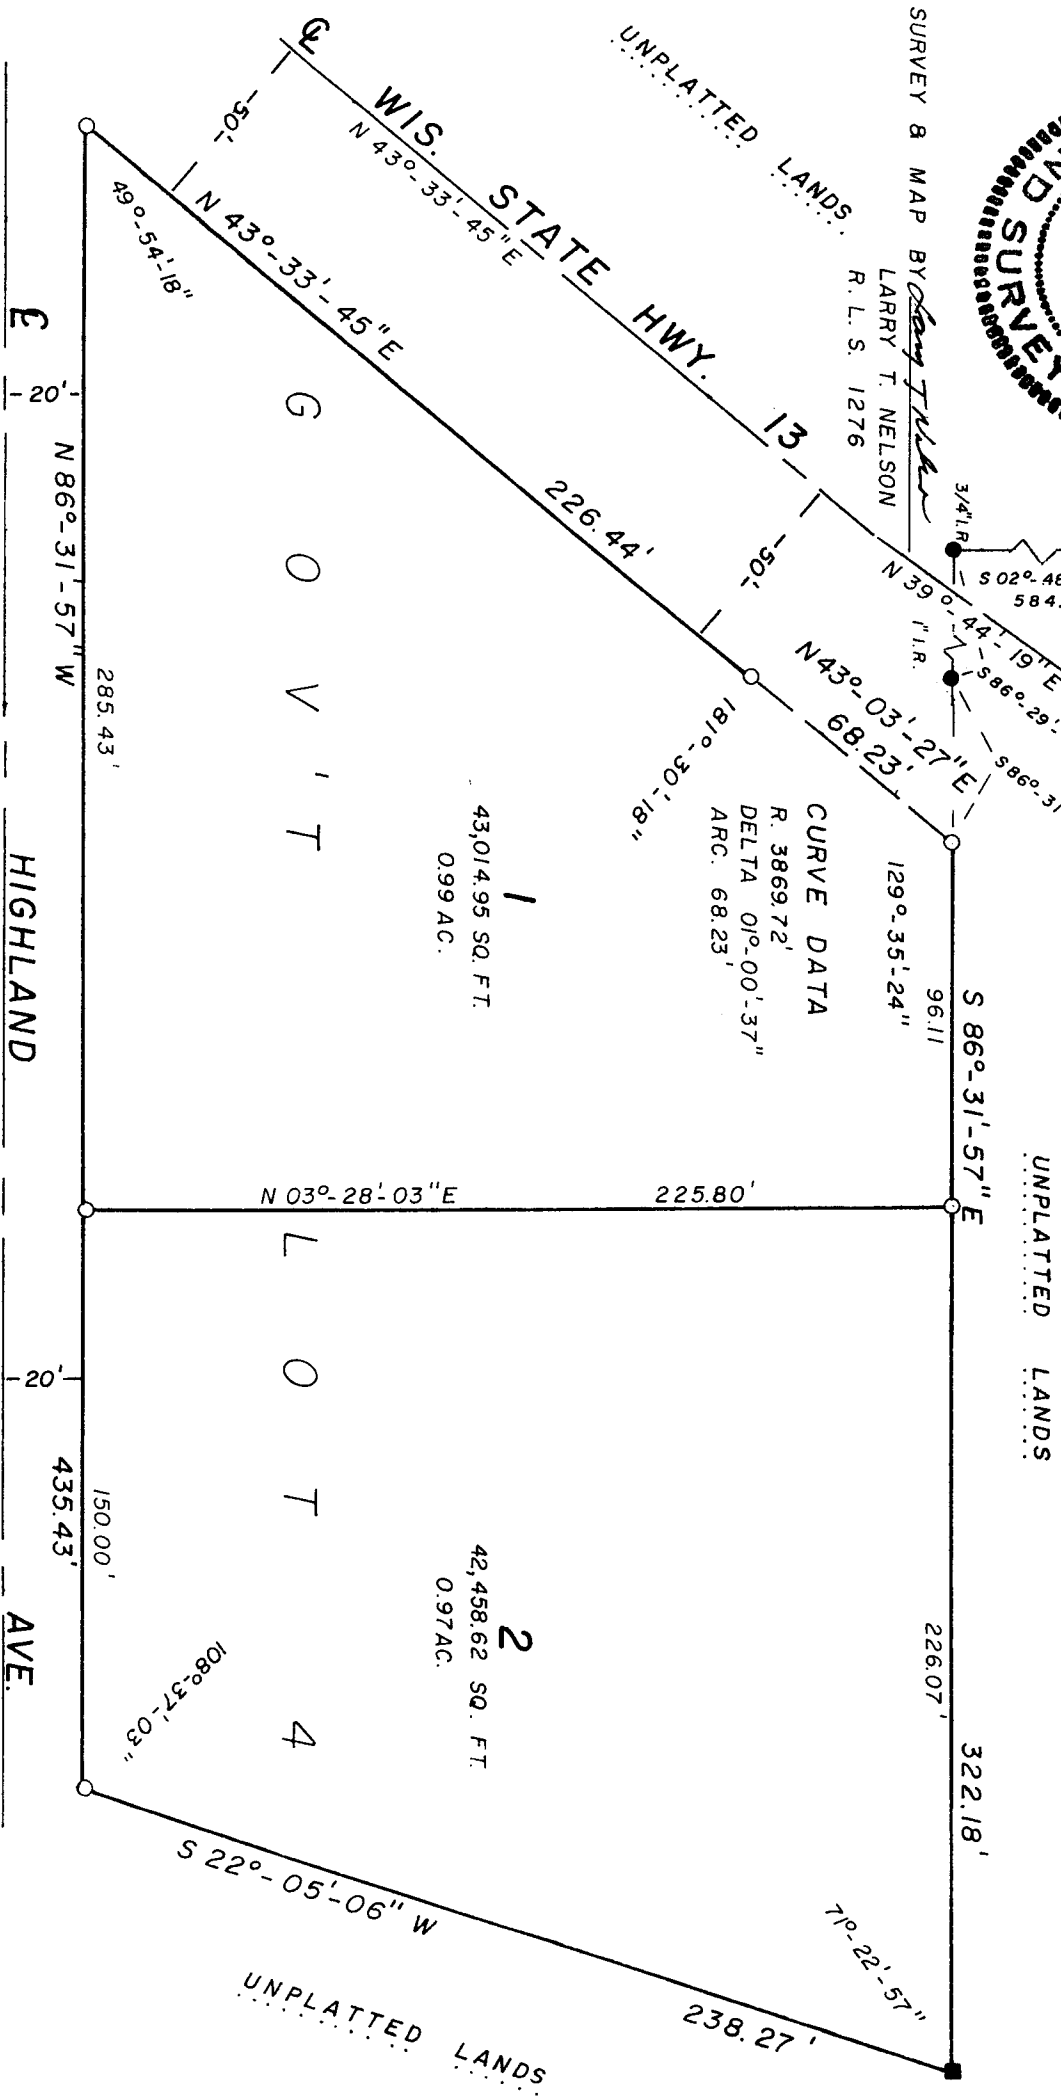 ND SURVEY
SURVEY & MAP BY
LARRY T. NELSON
R. L. S. 1276
UNPLATTED LANDS
UNPLATTED LANDS
3/4" I.R.
1" I.R.
S 02°-48
584.
S 86°-29'-
S 86°-31
N 39°-44'-19" E
℄ WIS. STATE HWY. 13
N 43°-33'-45" E
-50'-
-50'-
N 43°-33'-45" E
226.44'
N 43°-03'-27" E
68.23'
S 86°-31'-57" E
322.18'
96.11
226.07'
129°-35'-24"
CURVE DATA
R. 3869.72'
DELTA 01°-00'-37"
ARC. 68.23'
181°-30'-18"
49°-54'-18"
71°-22'-57"
108°-37'-03"
1
43,014.95 SQ. FT.
0.99 AC.
2
42,458.62 SQ. FT.
0.97 AC.
N 03°-28'-03" E
225.80'
GOV'T LOT 4
S 22°-05'-06" W
238.27'
UNPLATTED LANDS
285.43'
150.00'
N 86°-31'-57" W
435.43'
-20'-
-20'-
℄ HIGHLAND AVE.